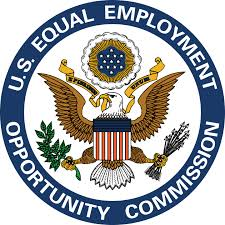 U.S. EQUAL EMPLOYMENT
OPPORTUNITY COMMISSION